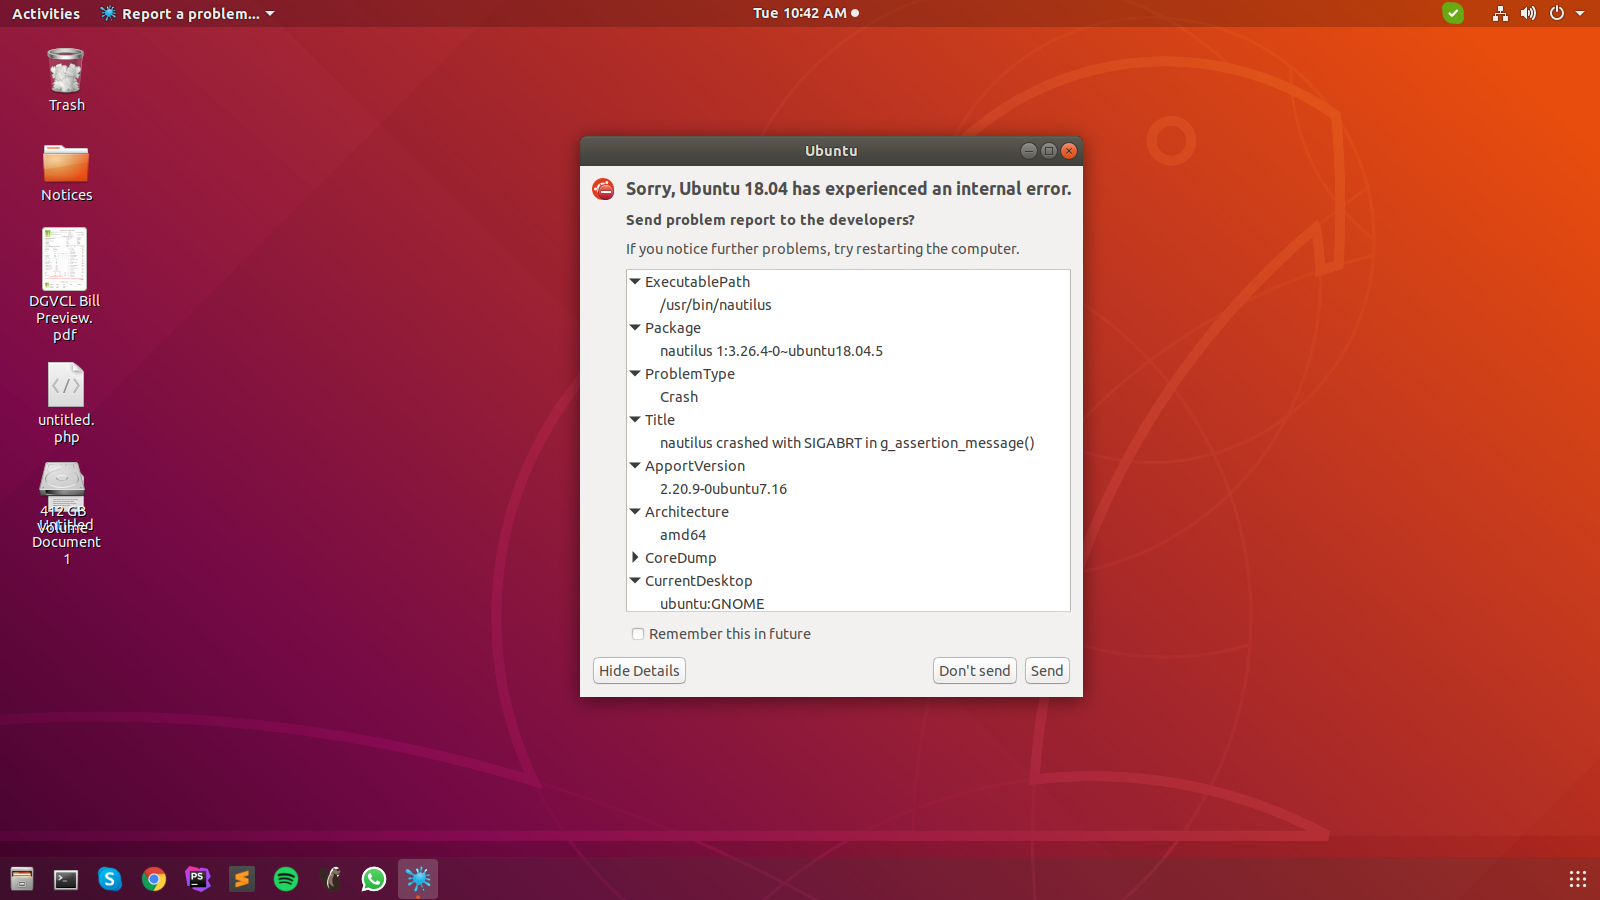 Activities
Report a problem...
Tue 10:42 AM
Trash
Notices
DGVCL Bill
Preview.
pdf
untitled.
php
412 GB
Volume
Untitled
Document
1
Ubuntu
Sorry, Ubuntu 18.04 has experienced an internal error.
Send problem report to the developers?
If you notice further problems, try restarting the computer.
ExecutablePath
/usr/bin/nautilus
Package
nautilus 1:3.26.4-0~ubuntu18.04.5
ProblemType
Crash
Title
nautilus crashed with SIGABRT in g_assertion_message()
ApportVersion
2.20.9-0ubuntu7.16
Architecture
amd64
CoreDump
CurrentDesktop
ubuntu:GNOME
Remember this in future
Hide Details
Don't send
Send
PS